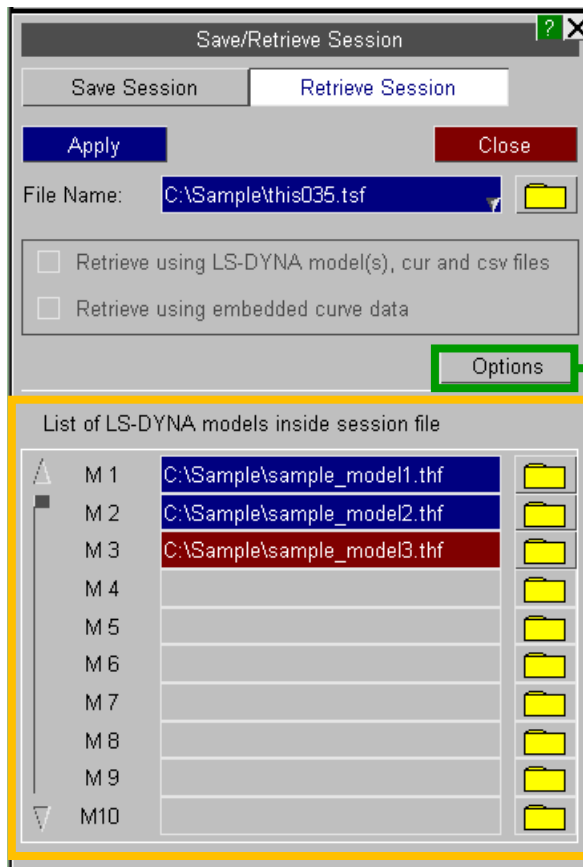 Save/Retrieve Session
?
X
Save Session
Retrieve Session
Apply
Close
File Name:
C:\Sample\this035.tsf
Retrieve using LS-DYNA model(s), cur and csv files
Retrieve using embedded curve data
Options
List of LS-DYNA models inside session file
M 1 C:\Sample\sample_model1.thf
M 2 C:\Sample\sample_model2.thf
M 3 C:\Sample\sample_model3.thf
M 4
M 5
M 6
M 7
M 8
M 9
M10